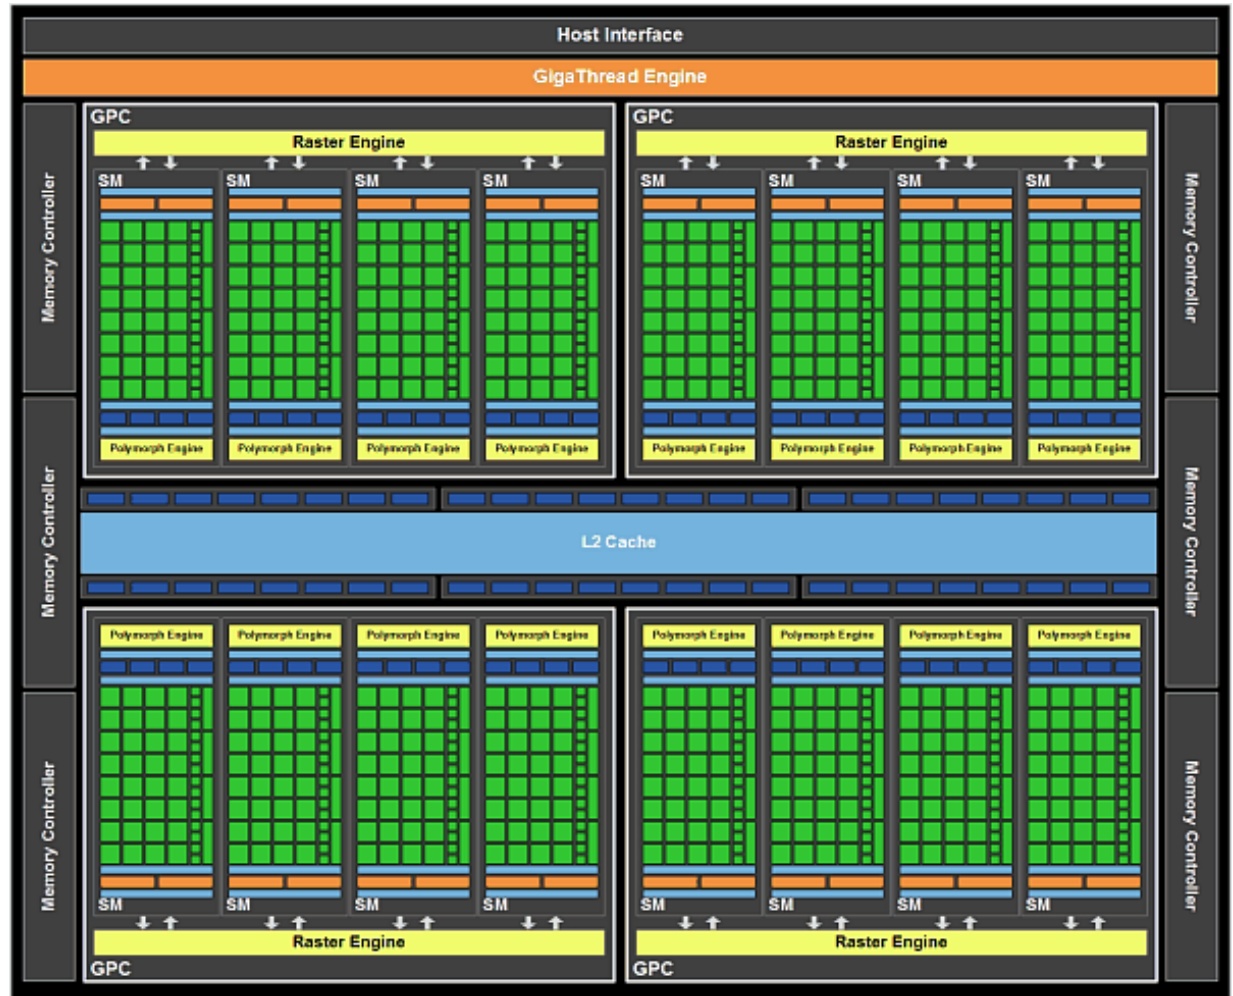 Host Interface
GigaThread Engine
GPC
Raster Engine
SM SM SM SM
Polymorph Engine Polymorph Engine Polymorph Engine Polymorph Engine
GPC
Raster Engine
SM SM SM SM
Polymorph Engine Polymorph Engine Polymorph Engine Polymorph Engine
Memory Controller
Memory Controller
Memory Controller
Memory Controller
Memory Controller
Memory Controller
L2 Cache
Polymorph Engine Polymorph Engine Polymorph Engine Polymorph Engine
SM SM SM SM
Raster Engine
GPC
Polymorph Engine Polymorph Engine Polymorph Engine Polymorph Engine
SM SM SM SM
Raster Engine
GPC